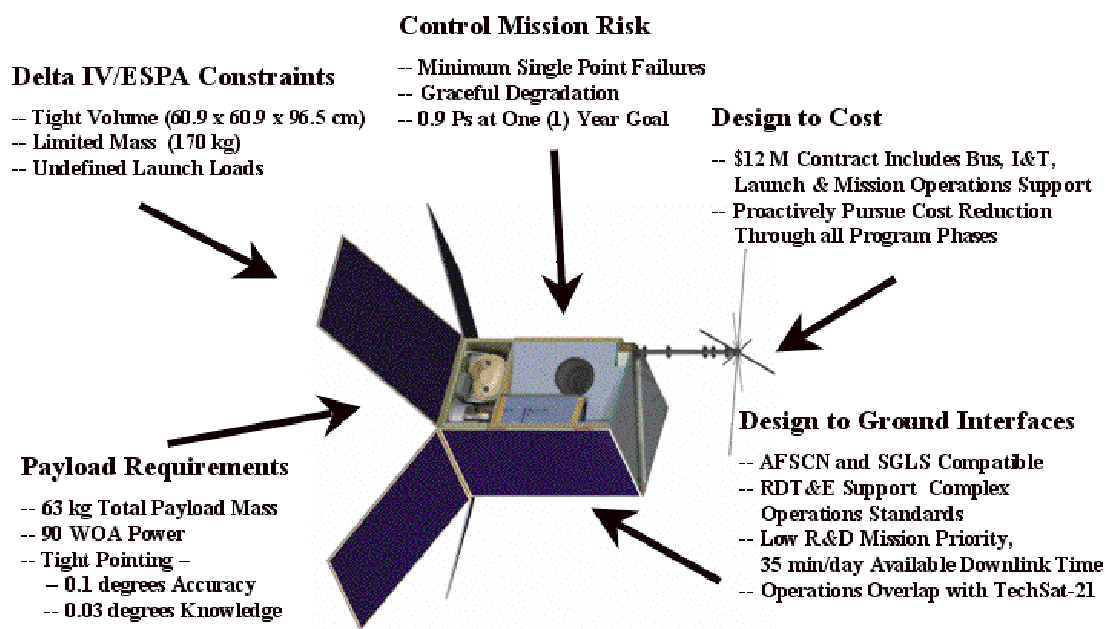 Control Mission Risk
-- Minimum Single Point Failures
-- Graceful Degradation
-- 0.9 Ps at One (1) Year Goal
Delta IV/ESPA Constraints
-- Tight Volume (60.9 x 60.9 x 96.5 cm)
-- Limited Mass (170 kg)
-- Undefined Launch Loads
Design to Cost
-- $12 M Contract Includes Bus, I&T,
Launch & Mission Operations Support
-- Proactively Pursue Cost Reduction
Through all Program Phases
Payload Requirements
-- 63 kg Total Payload Mass
-- 90 WOA Power
-- Tight Pointing –
– 0.1 degrees Accuracy
-- 0.03 degrees Knowledge
Design to Ground Interfaces
-- AFSCN and SGLS Compatible
-- RDT&E Support Complex
Operations Standards
-- Low R&D Mission Priority,
35 min/day Available Downlink Time
-- Operations Overlap with TechSat-21